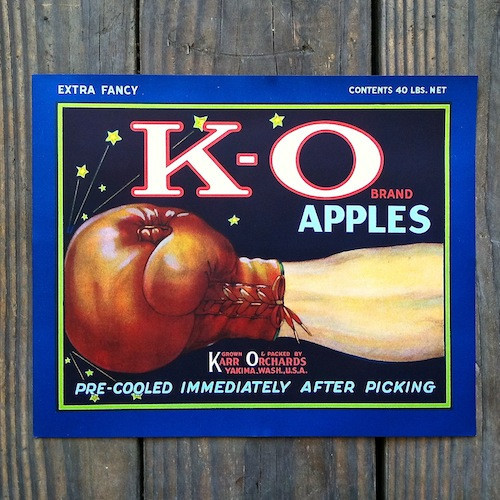 EXTRA FANCY
CONTENTS 40 LBS. NET
K-O
BRAND
APPLES
GROWN & PACKED BY
KARR ORCHARDS
YAKIMA, WASH., U.S.A.
PRE-COOLED IMMEDIATELY AFTER PICKING